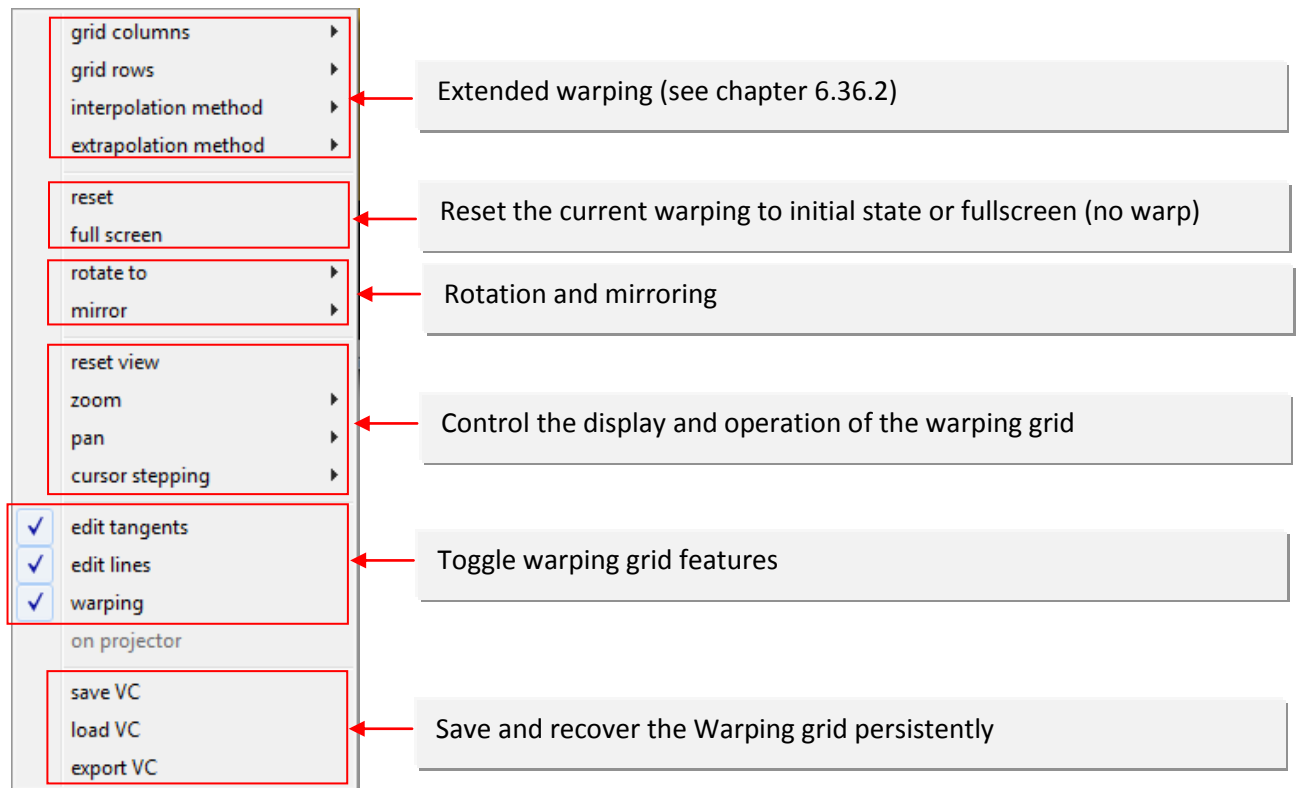 grid columns
grid rows
interpolation method
extrapolation method
Extended warping (see chapter 6.36.2)
reset
full screen
Reset the current warping to initial state or fullscreen (no warp)
rotate to
mirror
Rotation and mirroring
reset view
zoom
pan
cursor stepping
Control the display and operation of the warping grid
edit tangents
edit lines
warping
Toggle warping grid features
on projector
save VC
load VC
export VC
Save and recover the Warping grid persistently